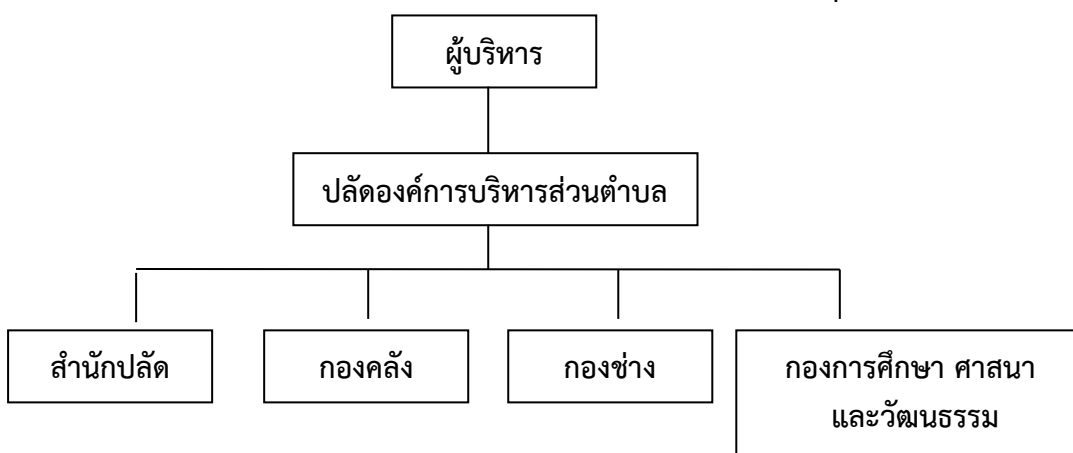 ผู้บริหาร
ปลัดองค์การบริหารส่วนตำบล
สำนักปลัด
กองคลัง
กองช่าง
กองการศึกษา ศาสนา
และวัฒนธรรม